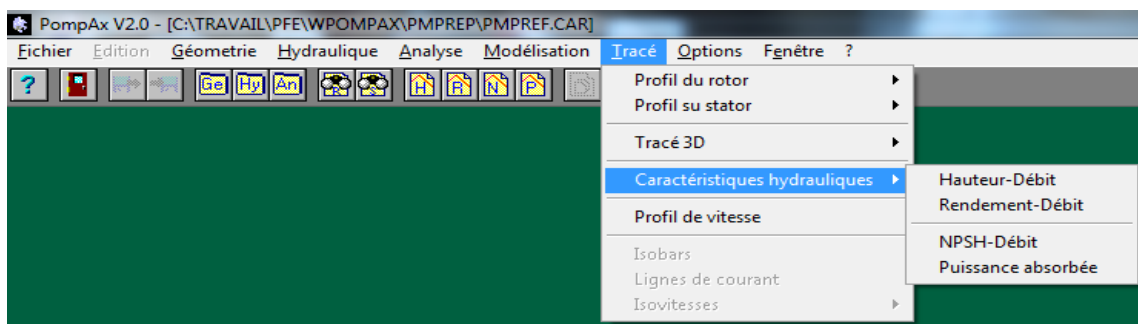 PompAx V2.0 - [C:\TRAVAIL\PFE\WPOMPAX\PMPREP\PMPREF.CAR]
Fichier Edition Géometrie Hydraulique Analyse Modélisation Tracé Options Fenêtre ?
? Ge Hy An R S H R N P
Profil du rotor
Profil su stator
Tracé 3D
Caractéristiques hydrauliques
Profil de vitesse
Isobars
Lignes de courant
Isovitesses
Hauteur-Débit
Rendement-Débit
NPSH-Débit
Puissance absorbée